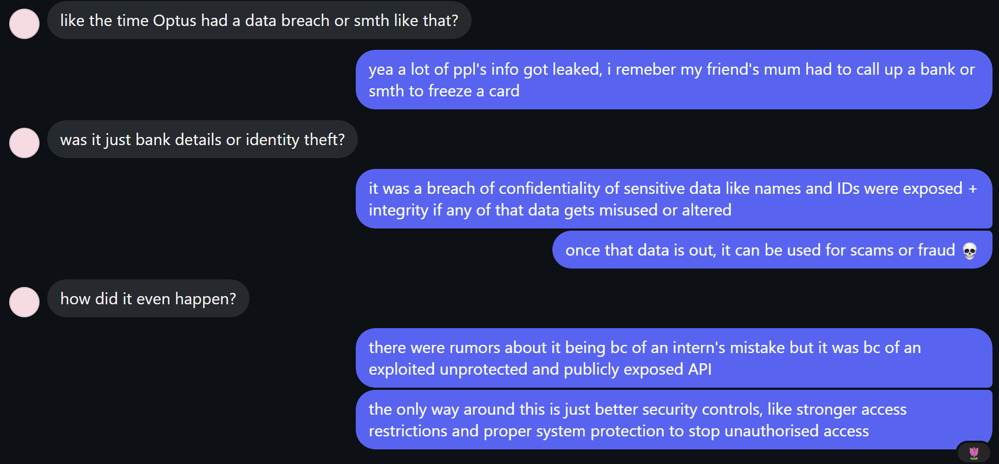 like the time Optus had a data breach or smth like that?
yea a lot of ppl's info got leaked, i remeber my friend's mum had to call up a bank or
smth to freeze a card
was it just bank details or identity theft?
it was a breach of confidentiality of sensitive data like names and IDs were exposed +
integrity if any of that data gets misused or altered
once that data is out, it can be used for scams or fraud 💀
how did it even happen?
there were rumors about it being bc of an intern's mistake but it was bc of an
exploited unprotected and publicly exposed API
the only way around this is just better security controls, like stronger access
restrictions and proper system protection to stop unauthorised access
🌷